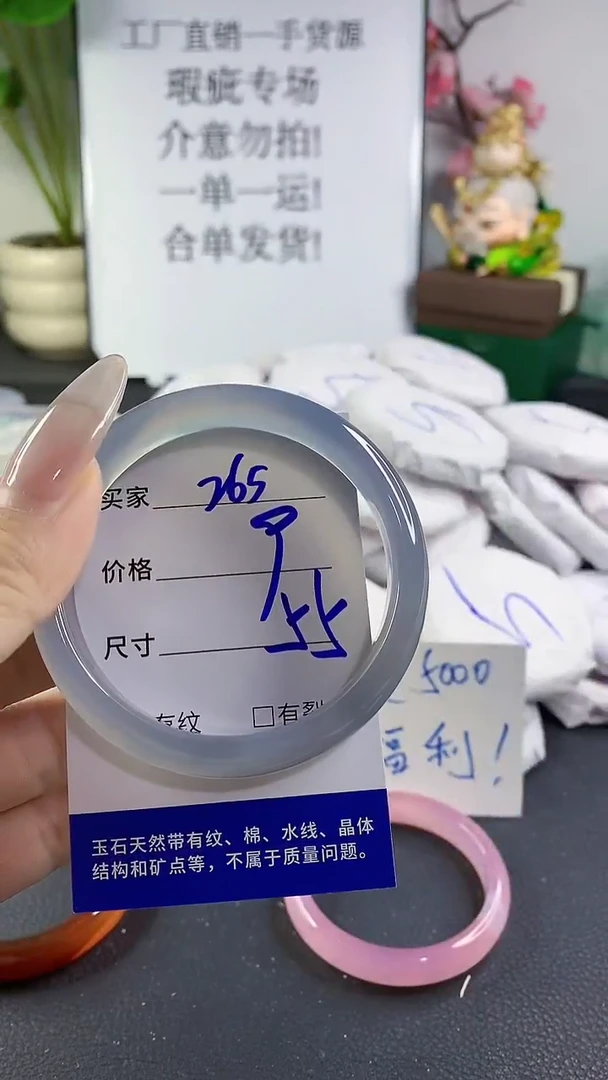 工厂直销一手货源
瑕疵专场
介意勿拍!
一单一运!
合单发货!
买家 265
价格
尺寸 55
有纹 □有裂
5000
福利!
玉石天然带有纹、棉、水线、晶体
结构和矿点等，不属于质量问题。